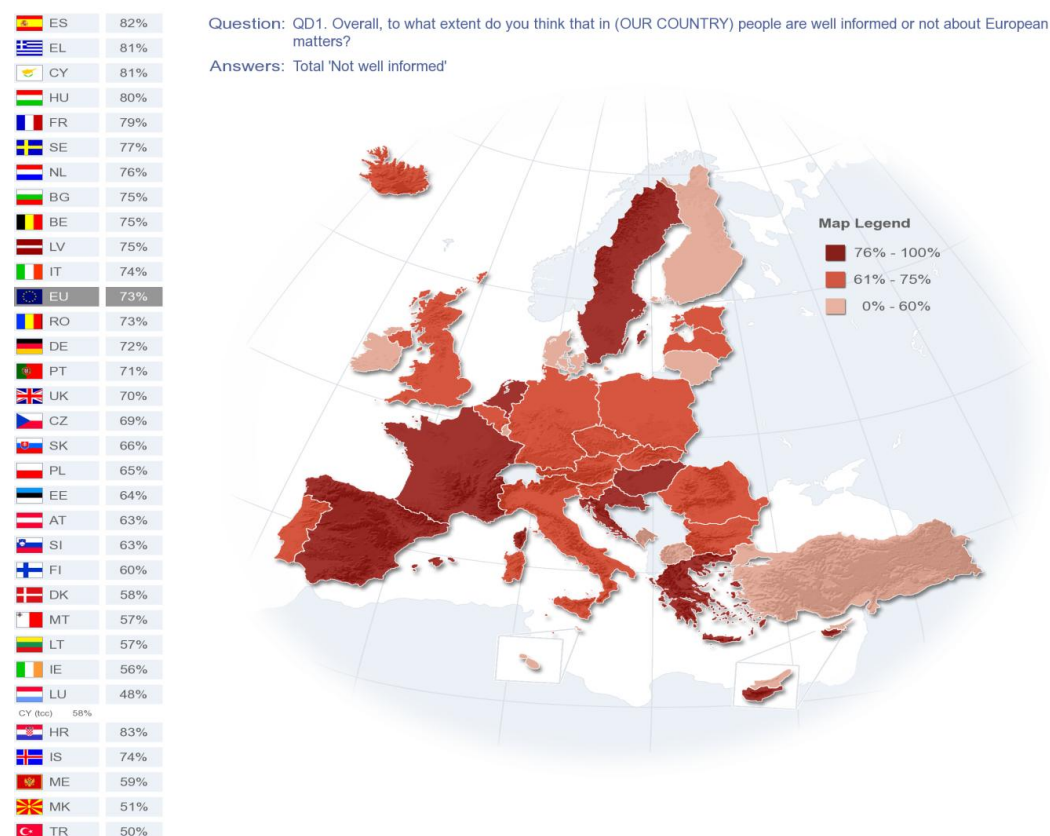 Question: QD1. Overall, to what extent do you think that in (OUR COUNTRY) people are well informed or not about European
matters?
Answers: Total 'Not well informed'
ES 82%
EL 81%
CY 81%
HU 80%
FR 79%
SE 77%
NL 76%
BG 75%
BE 75%
LV 75%
IT 74%
EU 73%
RO 73%
DE 72%
PT 71%
UK 70%
CZ 69%
SK 66%
PL 65%
EE 64%
AT 63%
SI 63%
FI 60%
DK 58%
MT 57%
LT 57%
IE 56%
LU 48%
CY (tcc) 58%
HR 83%
IS 74%
ME 59%
MK 51%
TR 50%
Map Legend
76% - 100%
61% - 75%
0% - 60%